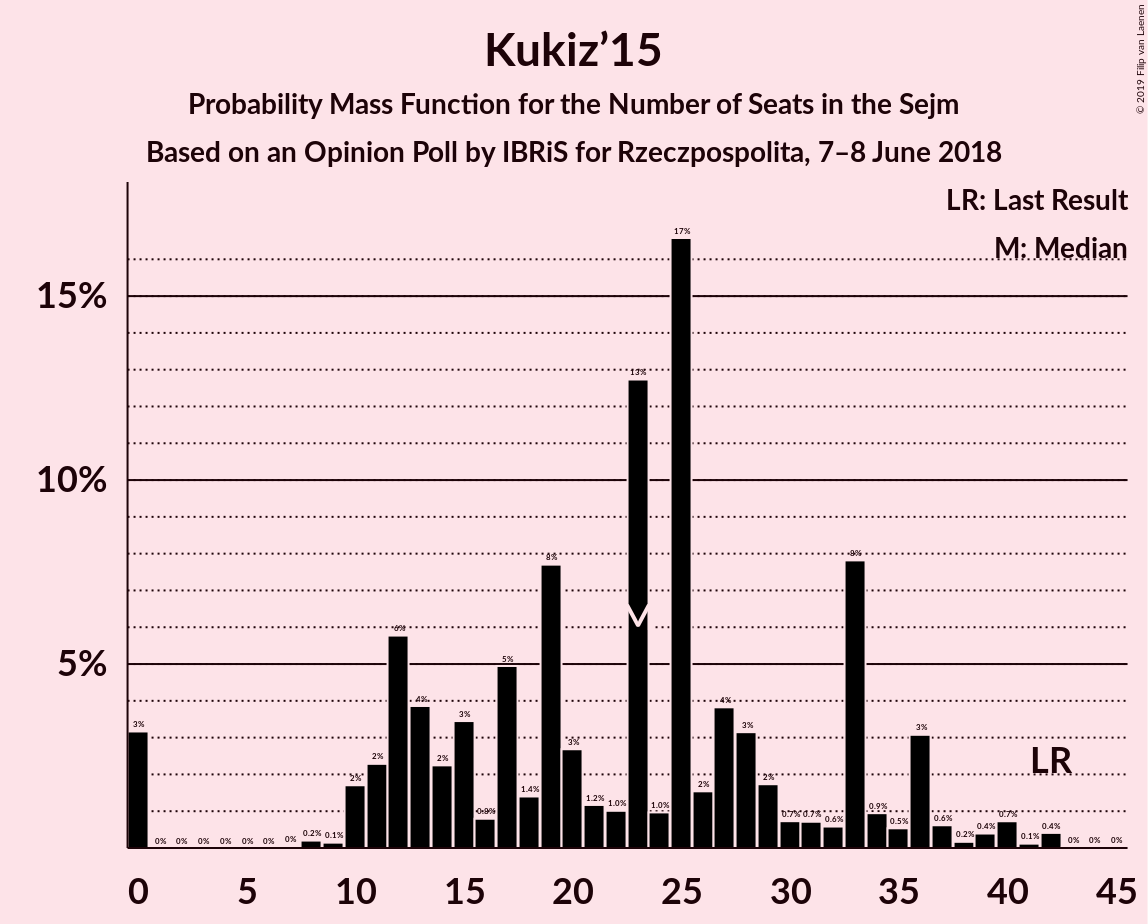 © 2019 Filip van Laenen
Kukiz’15
Probability Mass Function for the Number of Seats in the Sejm
Based on an Opinion Poll by IBRiS for Rzeczpospolita, 7–8 June 2018
LR: Last Result
M: Median
15%
10%
5%
3% 0% 0% 0% 0% 0% 0% 0% 0.2% 0.1% 2% 2% 6% 4% 2% 3% 0.8% 5% 1.4% 8% 3% 1.2% 1.0% 13% 1.0% 17% 2% 4% 3% 2% 0.7% 0.7% 0.6% 8% 0.9% 0.5% 3% 0.6% 0.2% 0.4% 0.7% 0.1% 0.4% 0% 0% 0%
LR
0 5 10 15 20 25 30 35 40 45